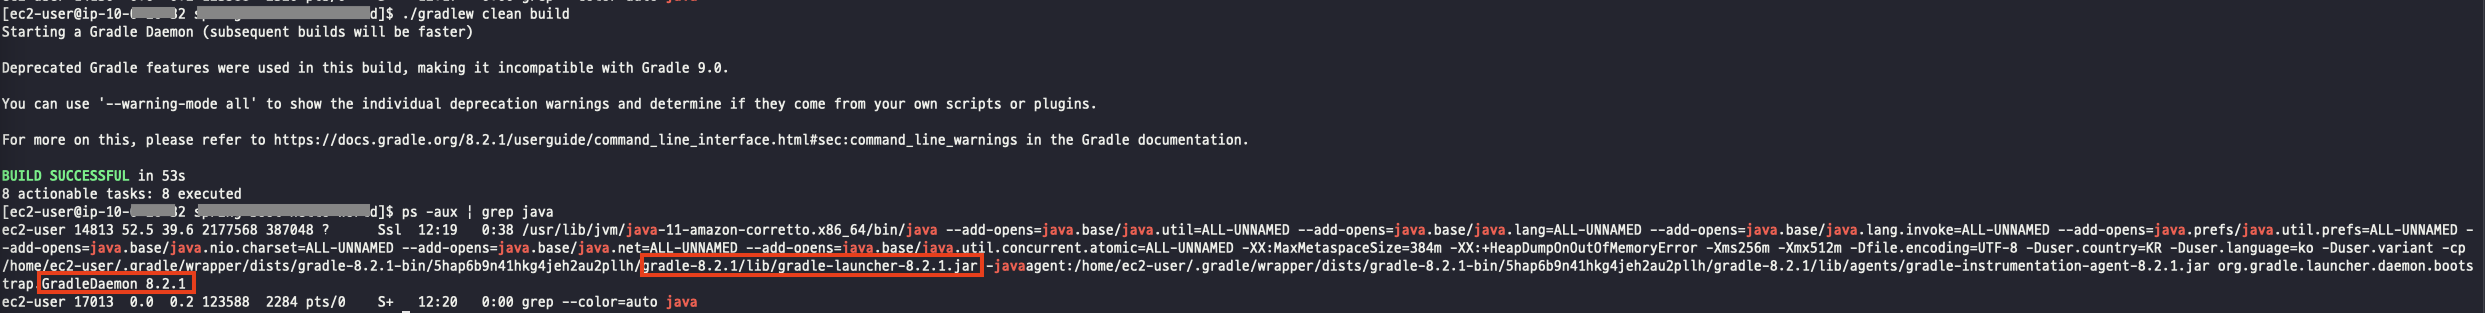 [ec2-user@ip-10- 32 s d]$ ./gradlew clean build
Starting a Gradle Daemon (subsequent builds will be faster)
Deprecated Gradle features were used in this build, making it incompatible with Gradle 9.0.
You can use '--warning-mode all' to show the individual deprecation warnings and determine if they come from your own scripts or plugins.
For more on this, please refer to https://docs.gradle.org/8.2.1/userguide/command_line_interface.html#sec:command_line_warnings in the Gradle documentation.
BUILD SUCCESSFUL in 53s
8 actionable tasks: 8 executed
[ec2-user@ip-10- 32 s d]$ ps -aux | grep java
ec2-user 14813 52.5 39.6 2177568 387048 ? Ssl 12:19 0:38 /usr/lib/jvm/java-11-amazon-corretto.x86_64/bin/java --add-opens=java.base/java.util=ALL-UNNAMED --add-opens=java.base/java.lang=ALL-UNNAMED --add-opens=java.base/java.lang.invoke=ALL-UNNAMED --add-opens=java.prefs/java.util.prefs=ALL-UNNAMED -
-add-opens=java.base/java.nio.charset=ALL-UNNAMED --add-opens=java.base/java.net=ALL-UNNAMED --add-opens=java.base/java.util.concurrent.atomic=ALL-UNNAMED -XX:MaxMetaspaceSize=384m -XX:+HeapDumpOnOutOfMemoryError -Xms256m -Xmx512m -Dfile.encoding=UTF-8 -Duser.country=KR -Duser.language=ko -Duser.variant -cp
/home/ec2-user/.gradle/wrapper/dists/gradle-8.2.1-bin/5hap6b9n41hkg4jeh2au2pllh/gradle-8.2.1/lib/gradle-launcher-8.2.1.jar -javaagent:/home/ec2-user/.gradle/wrapper/dists/gradle-8.2.1-bin/5hap6b9n41hkg4jeh2au2pllh/gradle-8.2.1/lib/agents/gradle-instrumentation-agent-8.2.1.jar org.gradle.launcher.daemon.boots
trap.GradleDaemon 8.2.1
ec2-user 17013 0.0 0.2 123588 2284 pts/0 S+ 12:20 0:00 grep --color=auto java